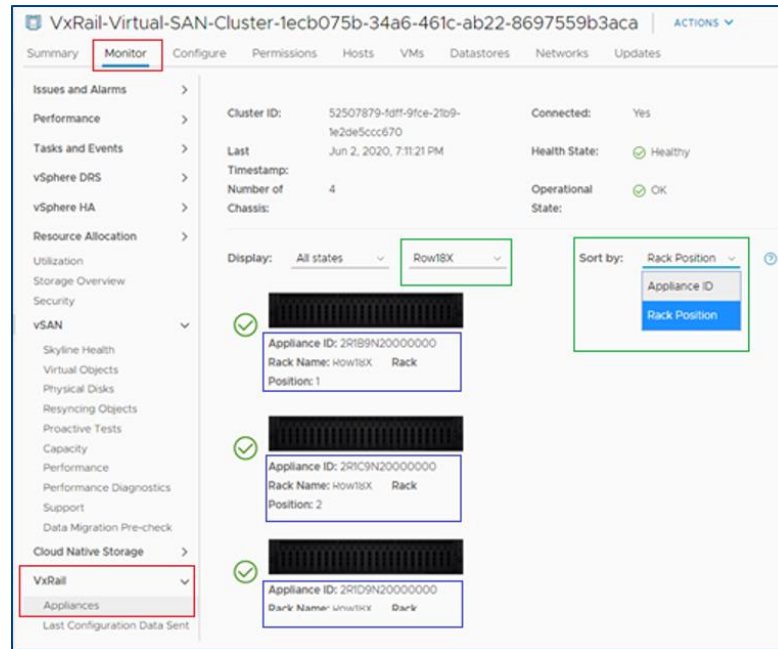 VxRail-Virtual-SAN-Cluster-1ecb075b-34a6-461c-ab22-8697559b3aca ACTIONS
Summary Monitor Configure Permissions Hosts VMs Datastores Networks Updates
Issues and Alarms
Performance
Tasks and Events
vSphere DRS
vSphere HA
Resource Allocation
Utilization
Storage Overview
Security
vSAN
Skyline Health
Virtual Objects
Physical Disks
Resyncing Objects
Proactive Tests
Capacity
Performance
Performance Diagnostics
Support
Data Migration Pre-check
Cloud Native Storage
VxRail
Appliances
Last Configuration Data Sent
Cluster ID: 52507879-fdff-9fce-21b9-
1e2de5ccc670
Connected: Yes
Last
Timestamp:
Jun 2, 2020, 7:11:21 PM
Health State: Healthy
Number of
Chassis:
4
Operational
State:
OK
Display: All states Row18X Sort by: Rack Position
Appliance ID
Rack Position
Appliance ID: 2R1B9N20000000
Rack Name: Row18X Rack
Position: 1
Appliance ID: 2R1C9N20000000
Rack Name: Row18X Rack
Position: 2
Appliance ID: 2R1D9N20000000
Rack Name: Row18X Rack